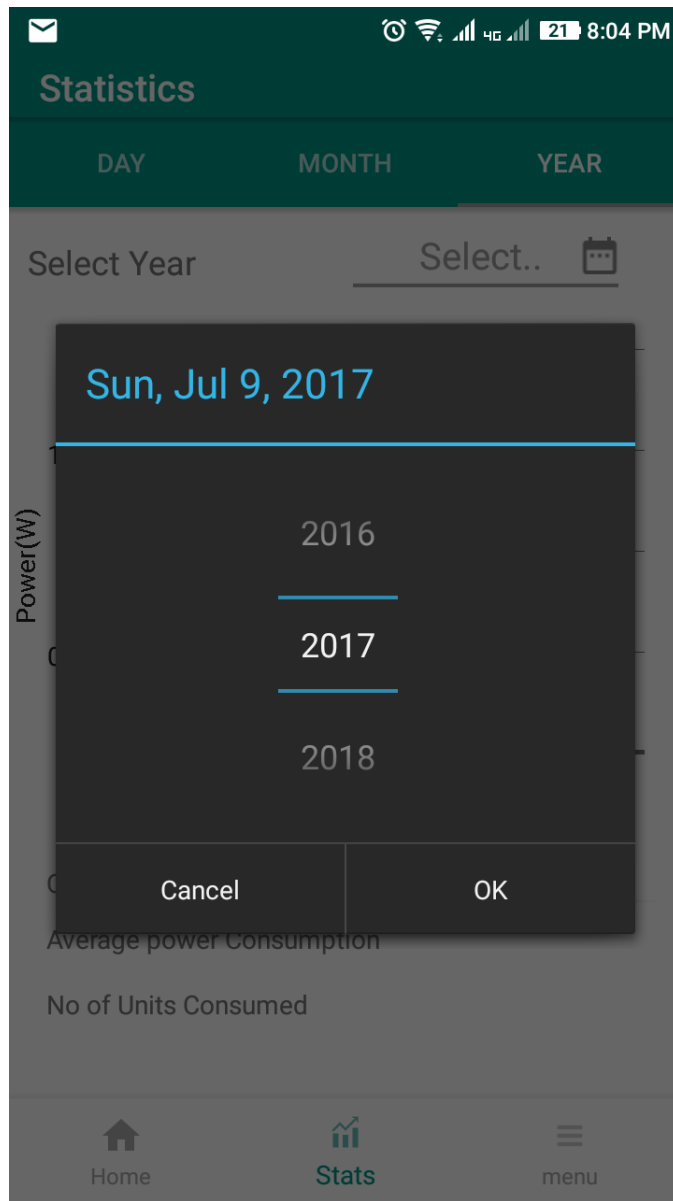 4G 21 8:04 PM
Statistics
DAY MONTH YEAR
Select Year Select..
Sun, Jul 9, 2017
Power(W)
2016
2017
2018
Cancel OK
Average power Consumption
No of Units Consumed
Home Stats menu